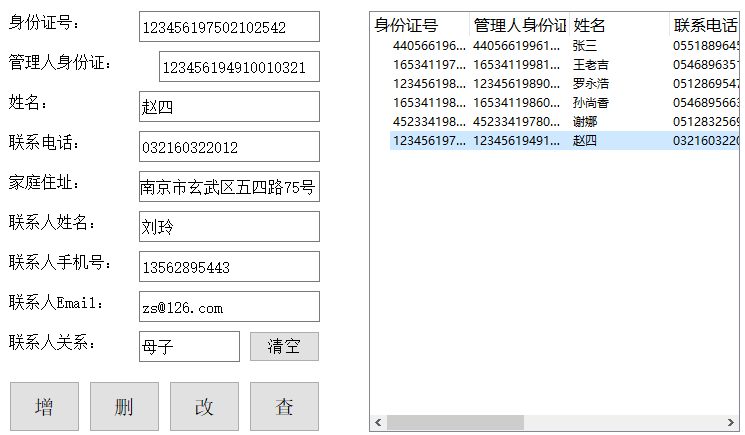 身份证号：
123456197502102542
管理人身份证：
123456194910010321
姓名：
赵四
联系电话：
032160322012
家庭住址：
南京市玄武区五四路75号
联系人姓名：
刘玲
联系人手机号：
13562895443
联系人Email：
zs@126.com
联系人关系：
母子
清空
增 删 改 查
身份证号 管理人身份证 姓名 联系电话
440566196... 44056619961... 张三 0551889645
165341197... 16534119981... 王老吉 0546896351
123456198... 12345619890... 罗永浩 0512869547
165341198... 16534119860... 孙尚香 0546895663
452334198... 45233419780... 谢娜 0512832569
123456197... 12345619491... 赵四 0321603220